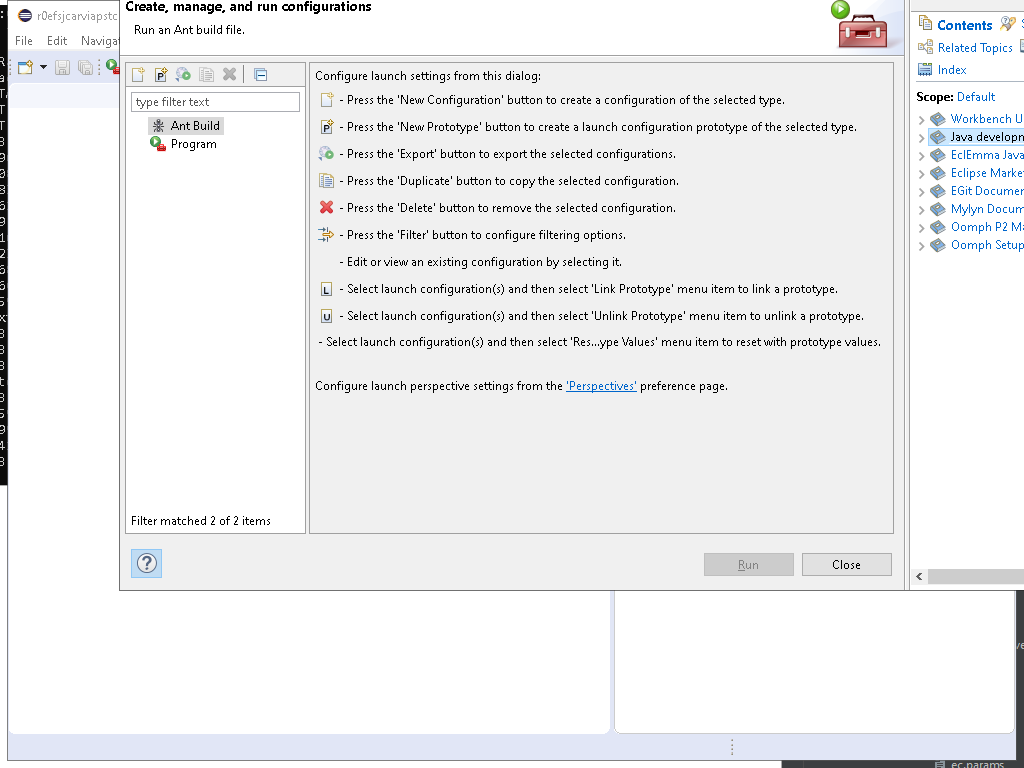 Create, manage, and run configurations
Run an Ant build file.
r0efsjcarviapstc
File Edit Naviga
type filter text
Ant Build
Program
Filter matched 2 of 2 items
Configure launch settings from this dialog:
- Press the 'New Configuration' button to create a configuration of the selected type.
- Press the 'New Prototype' button to create a launch configuration prototype of the selected type.
- Press the 'Export' button to export the selected configurations.
- Press the 'Duplicate' button to copy the selected configuration.
- Press the 'Delete' button to remove the selected configuration.
- Press the 'Filter' button to configure filtering options.
- Edit or view an existing configuration by selecting it.
L - Select launch configuration(s) and then select 'Link Prototype' menu item to link a prototype.
U - Select launch configuration(s) and then select 'Unlink Prototype' menu item to unlink a prototype.
- Select launch configuration(s) and then select 'Res...ype Values' menu item to reset with prototype values.
Configure launch perspective settings from the 'Perspectives' preference page.
Run
Close
Contents
Related Topics
Index
Scope: Default
Workbench U
Java developn
EclEmma Java
Eclipse Marke
EGit Documer
Mylyn Docum
Oomph P2 Ma
Oomph Setup
ec.params